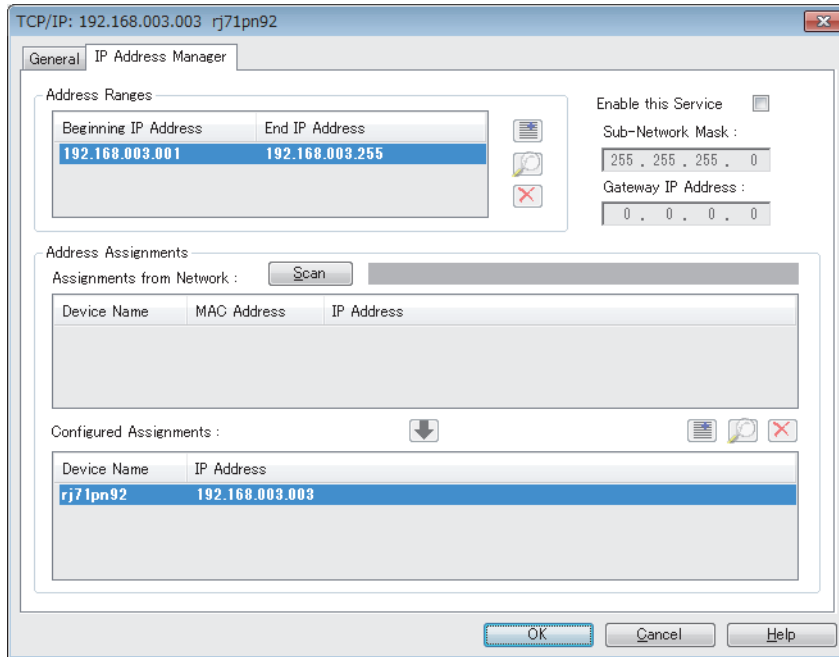 TCP/IP: 192.168.003.003 rj71pn92
General
IP Address Manager
Address Ranges
Beginning IP Address End IP Address
192.168.003.001 192.168.003.255
Enable this Service
Sub-Network Mask :
255 . 255 . 255 . 0
Gateway IP Address :
0 . 0 . 0 . 0
Address Assignments
Assignments from Network : Scan
Device Name MAC Address IP Address
Configured Assignments :
Device Name IP Address
rj71pn92 192.168.003.003
OK Cancel Help